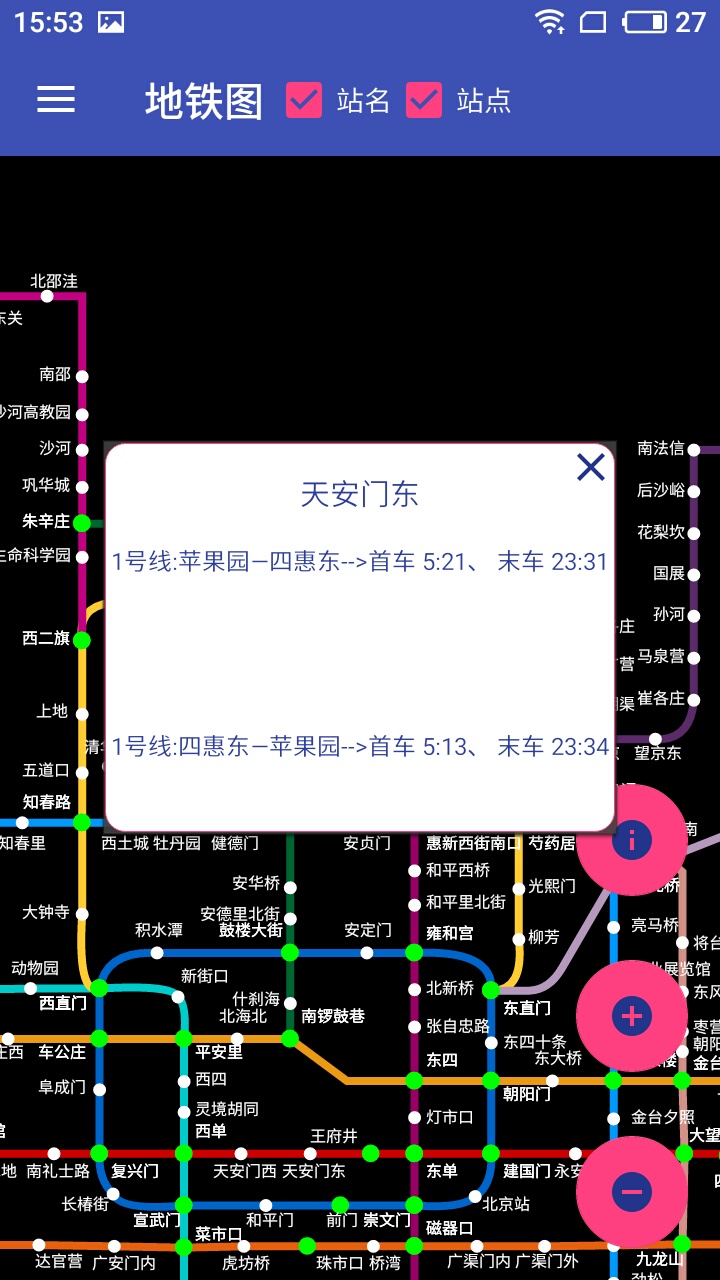 15:53
27
地铁图 站名 站点
北邵洼
东关
南邵
沙河高教园
沙河
南法信
巩华城
后沙峪
天安门东
朱辛庄
花梨坎
生命科学园
1号线:苹果园—四惠东-->首车 5:21、 末车 23:31
国展
孙河
庄
西二旗
马泉营
营
崔各庄
渠
上地
清
1号线:四惠东—苹果园-->首车 5:13、 末车 23:34
望京东
五道口
知春路
知春里
西土城 牡丹园 健德门 安贞门 惠新西街南口 芍药居
南
和平西桥
安华桥
光熙门
大钟寺
安德里北街
和平里北街
亮马桥
积水潭 鼓楼大街 安定门 雍和宫 柳芳
将台
动物园
新街口
西直门
什刹海
北新桥
东直门
北海北
南锣鼓巷
张自忠路
车公庄
平安里
东四十条
东四
东大桥
阜成门
西四
朝阳门
灵境胡同
灯市口
金台夕照
西单
王府井
大望
南礼士路 复兴门 天安门西 天安门东 东单 建国门 永安
长椿街
北京站
宣武门
和平门 前门 崇文门
菜市口
磁器口
达官营 广安门内 虎坊桥 珠市口 桥湾 广渠门内 广渠门外 九龙山
劲松